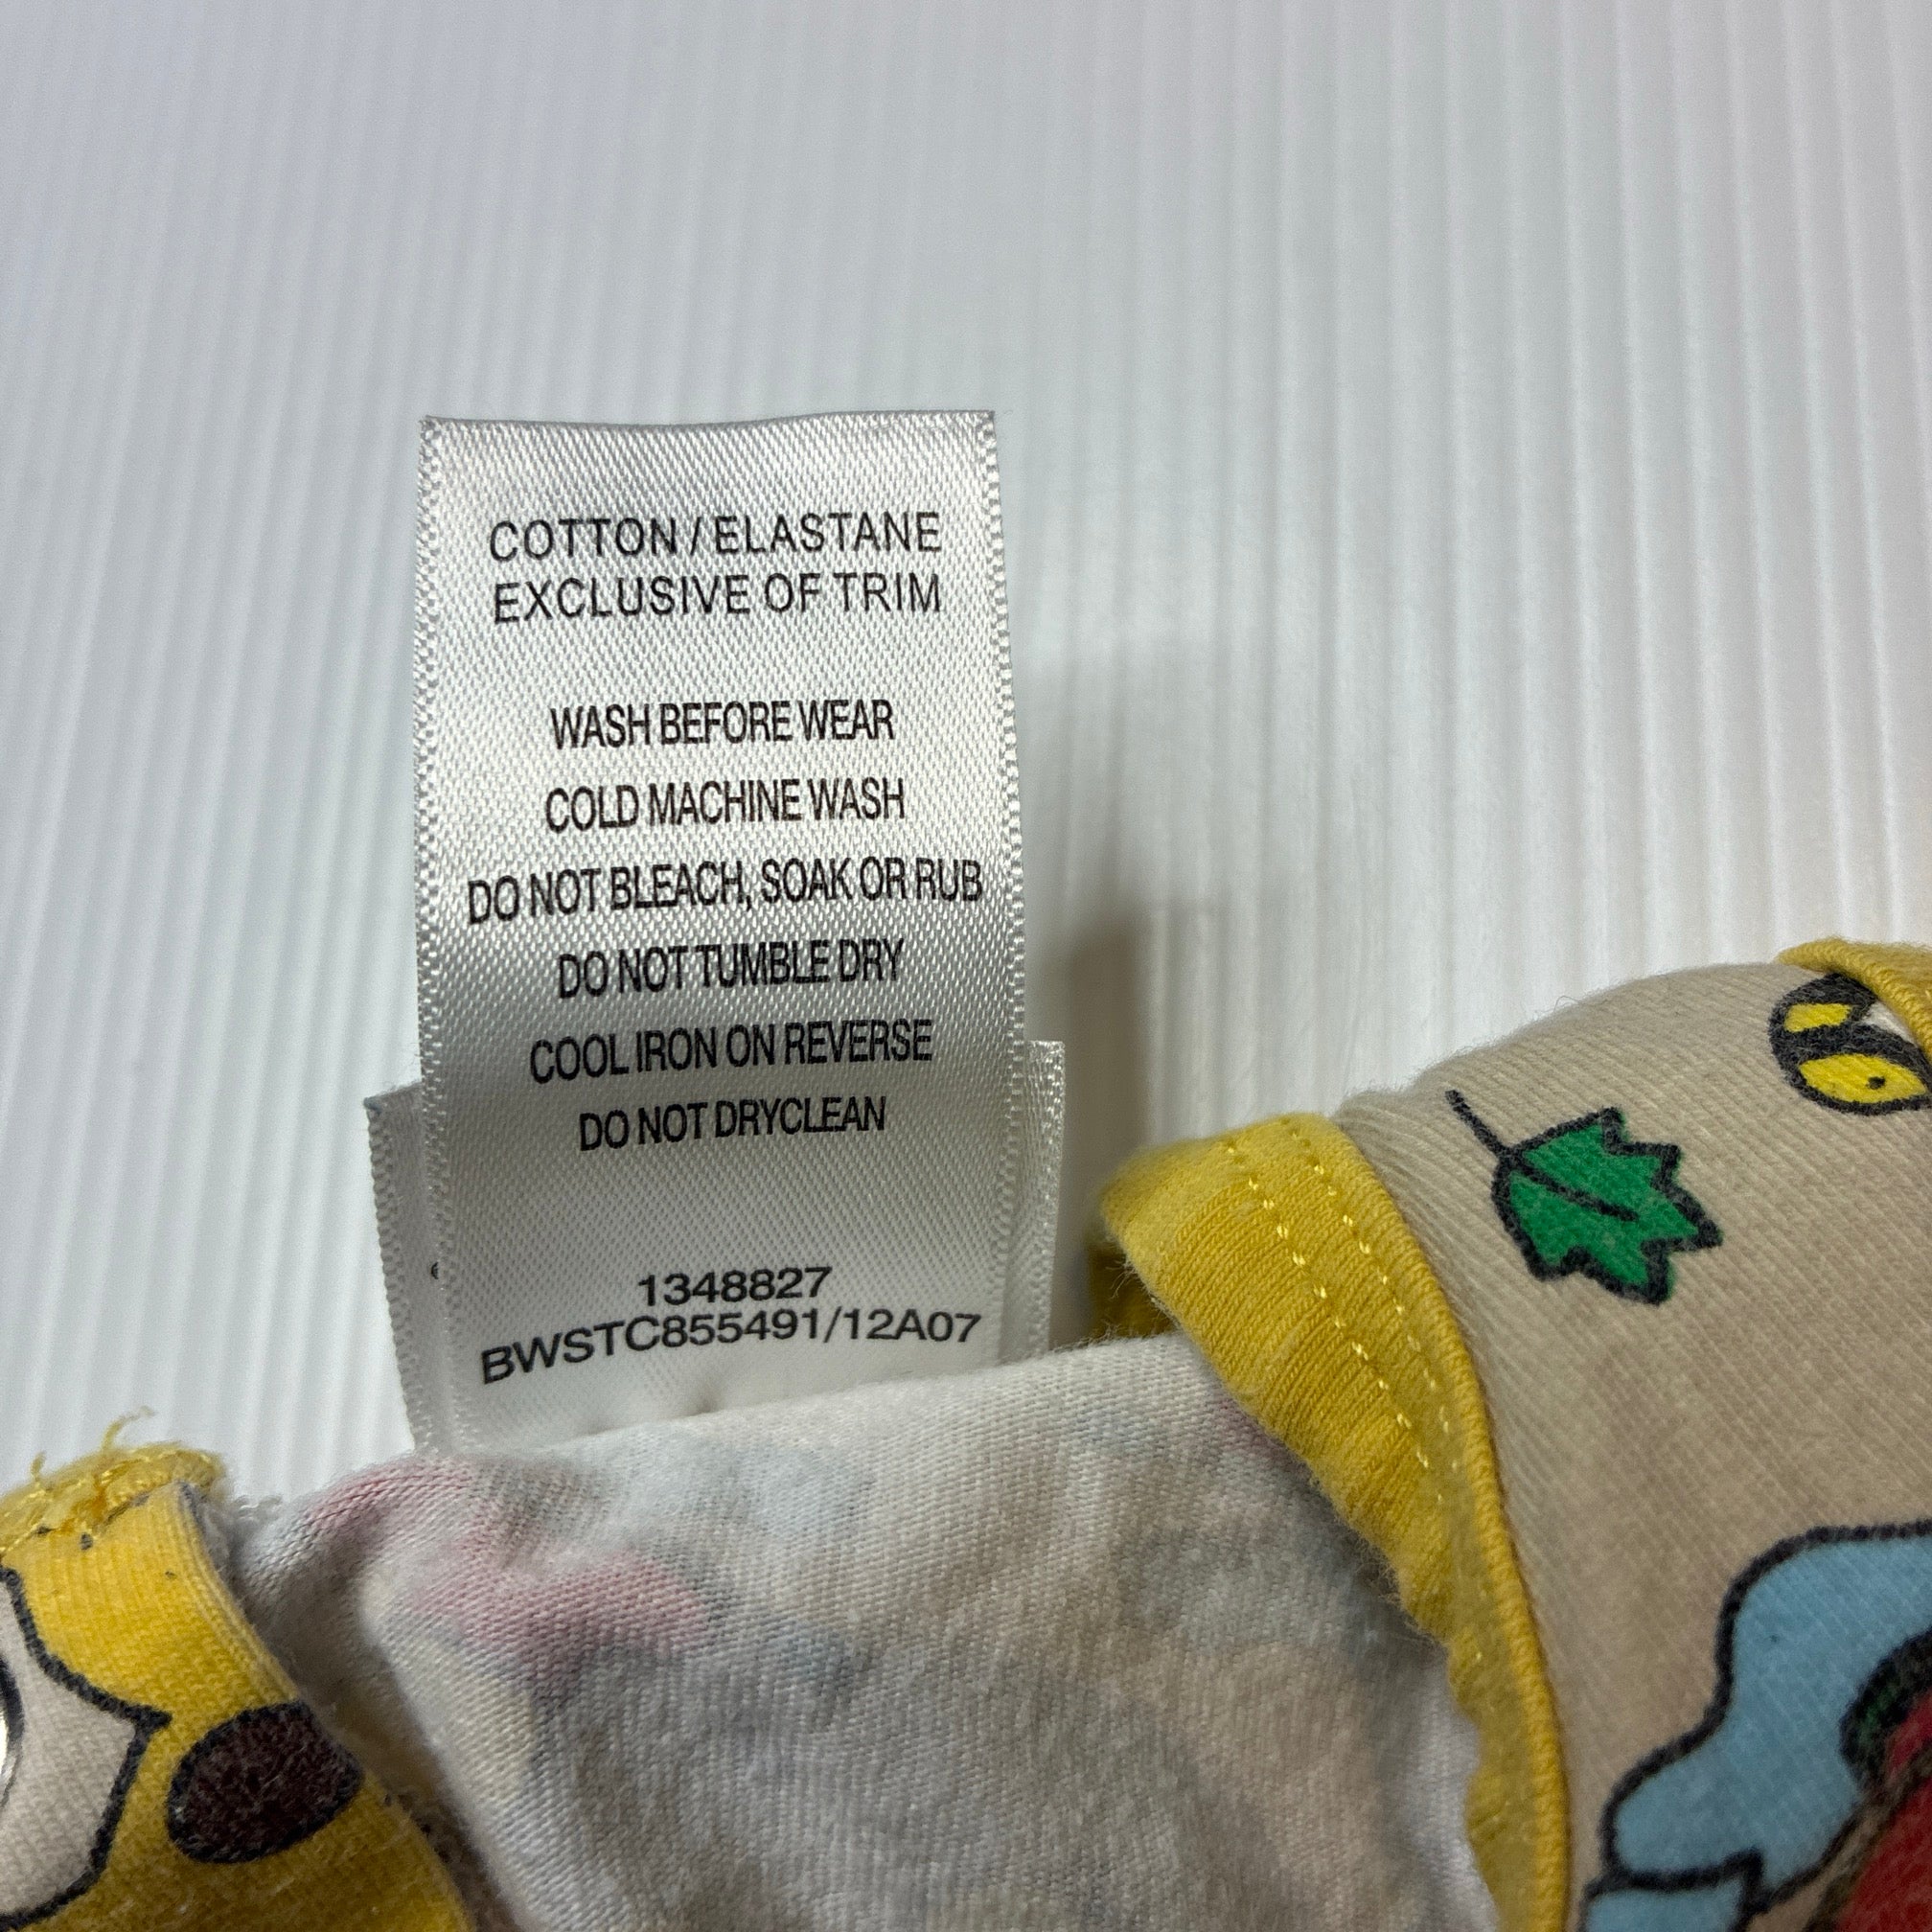 COTTON / ELASTANE
EXCLUSIVE OF TRIM
WASH BEFORE WEAR
COLD MACHINE WASH
DO NOT BLEACH, SOAK OR RUB
DO NOT TUMBLE DRY
COOL IRON ON REVERSE
DO NOT DRYCLEAN
1348827
BWSTC855491/12A07